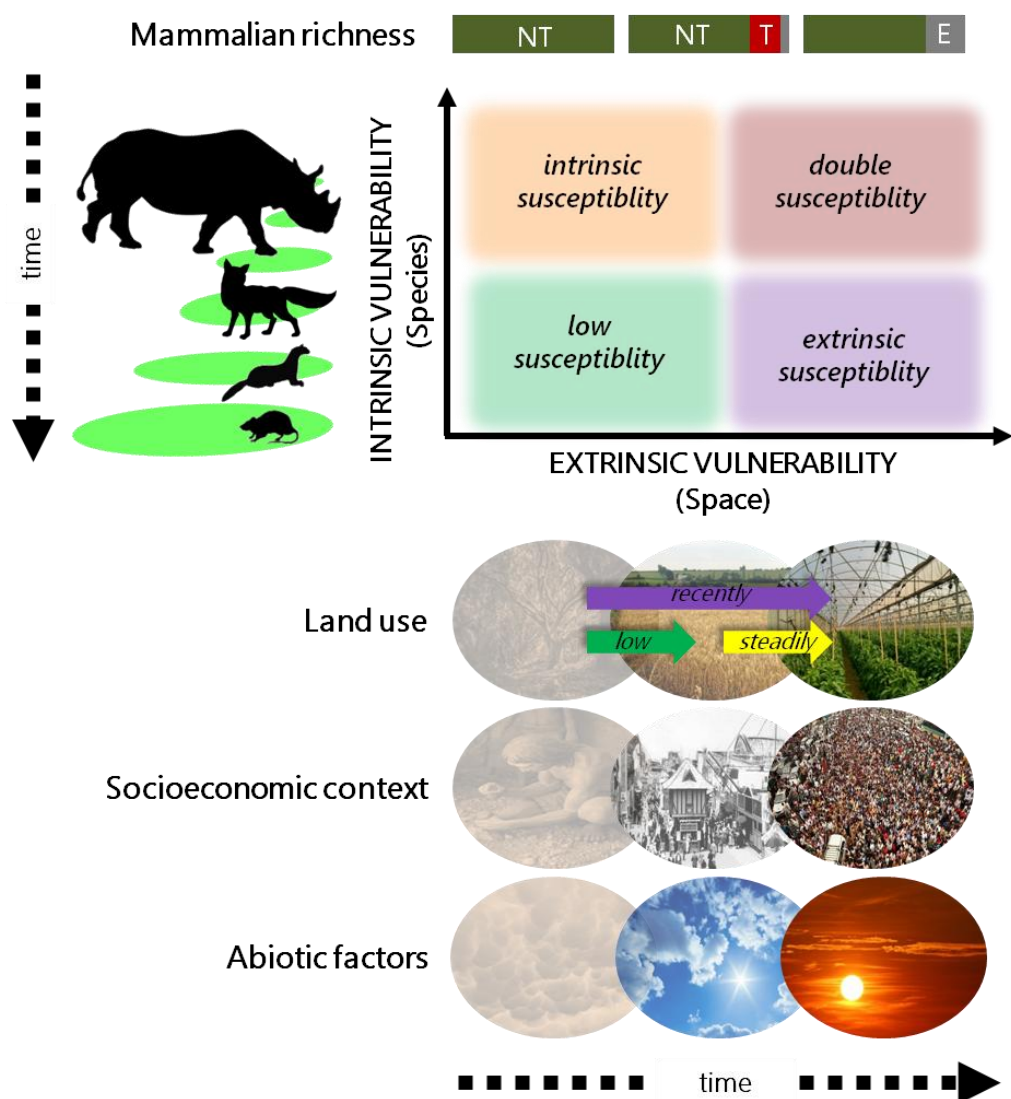 Mammalian richness
NT
NT
T
E
time
INTRINSIC VULNERABILITY
(Species)
intrinsic
susceptiblity
double
susceptiblity
low
susceptiblity
extrinsic
susceptiblity
EXTRINSIC VULNERABILITY
(Space)
Land use
recently
low
steadily
Socioeconomic context
Abiotic factors
time